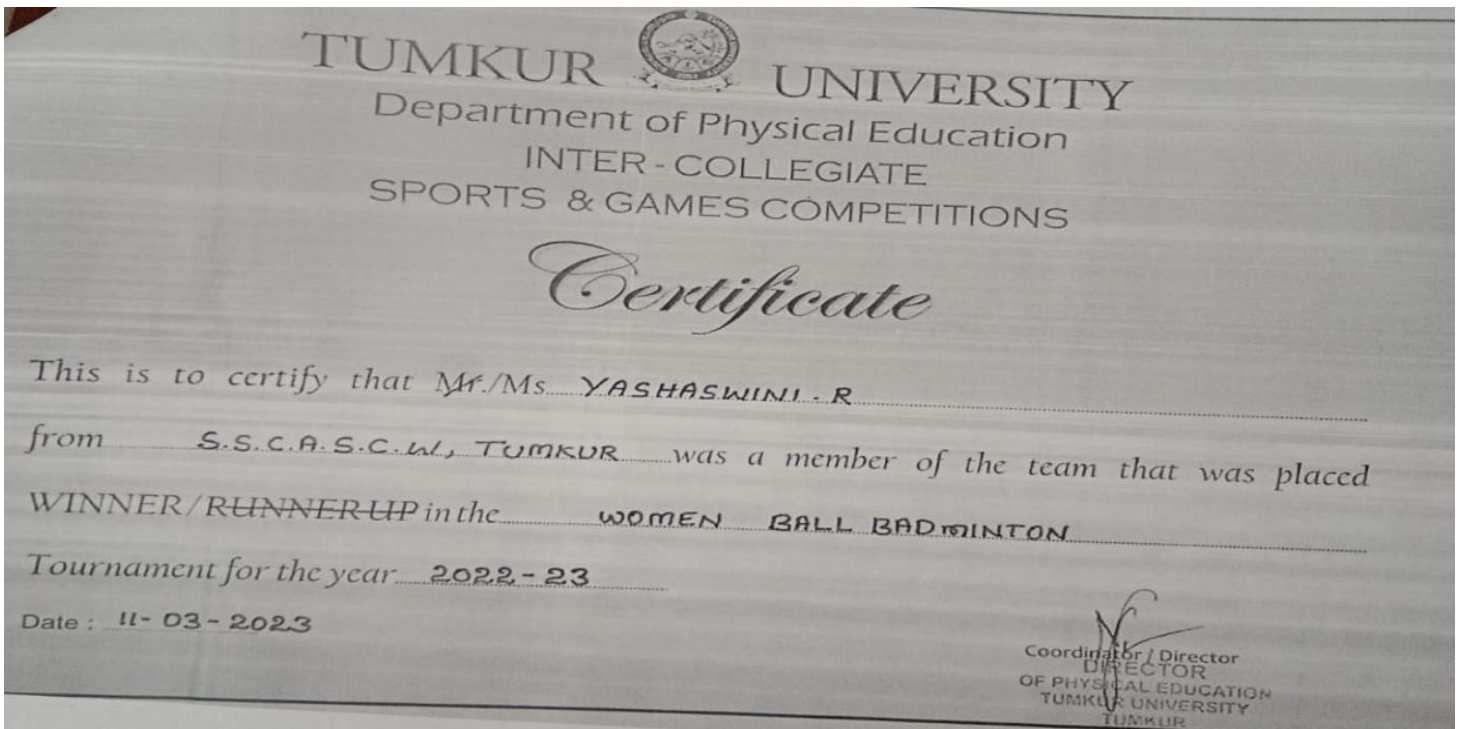 TUMKUR UNIVERSITY
Department of Physical Education
INTER - COLLEGIATE
SPORTS & GAMES COMPETITIONS
Certificate
This is to certify that Mr./Ms. YASHASWINI. R
from S.S.C.A.S.C.W, TUMKUR was a member of the team that was placed
WINNER/RUNNER UP in the WOMEN BALL BADMINTON
Tournament for the year 2022-23
Date : 11-03-2023
Coordinator / Director
DIRECTOR
OF PHYSICAL EDUCATION
TUMKUR UNIVERSITY
TUMKUR